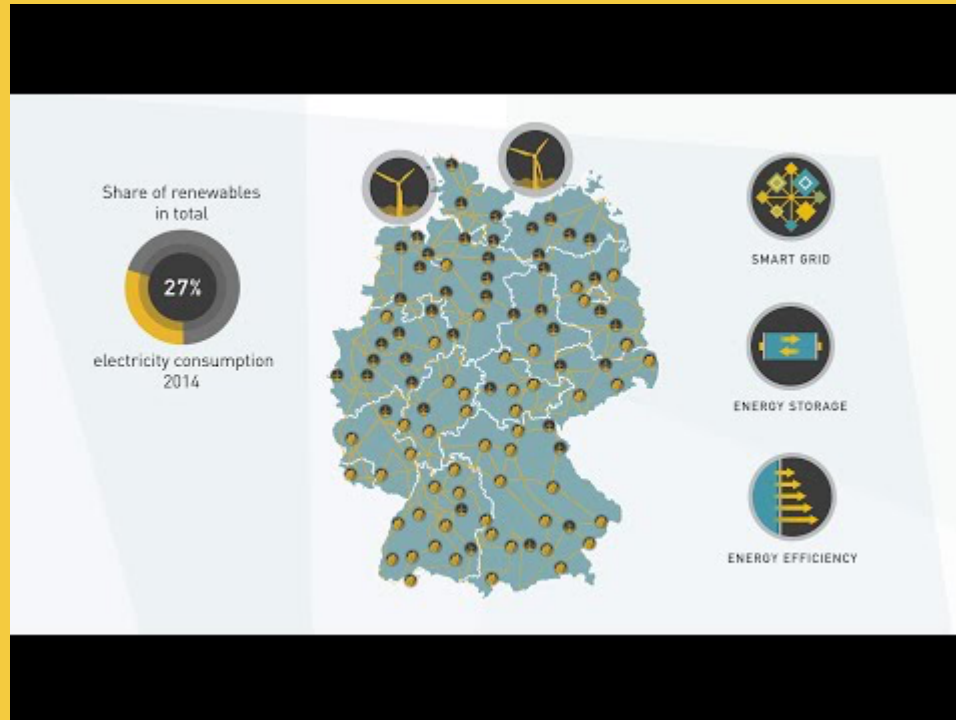 Share of renewables
in total
27%
electricity consumption
2014
SMART GRID
ENERGY STORAGE
ENERGY EFFICIENCY